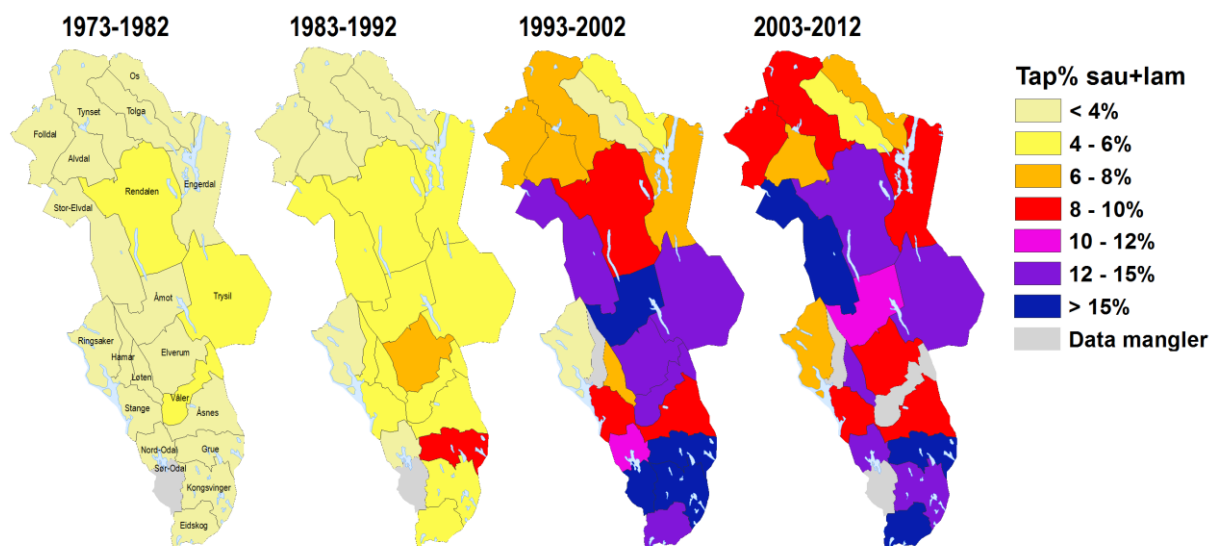 1973-1982
1983-1992
1993-2002
2003-2012
Os
Tynset
Tolga
Folldal
Alvdal
Rendalen
Engerdal
Stor-Elvdal
Åmot
Trysil
Ringsaker
Hamar
Elverum
Løten
Våler
Stange
Åsnes
Nord-Odal
Grue
Sør-Odal
Kongsvinger
Eidskog
Tap% sau+lam
< 4%
4 - 6%
6 - 8%
8 - 10%
10 - 12%
12 - 15%
> 15%
Data mangler